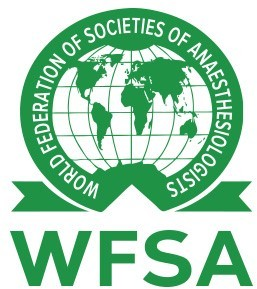 WORLD FEDERATION OF SOCIETIES OF ANAESTHESIOLOGISTS
WFSA